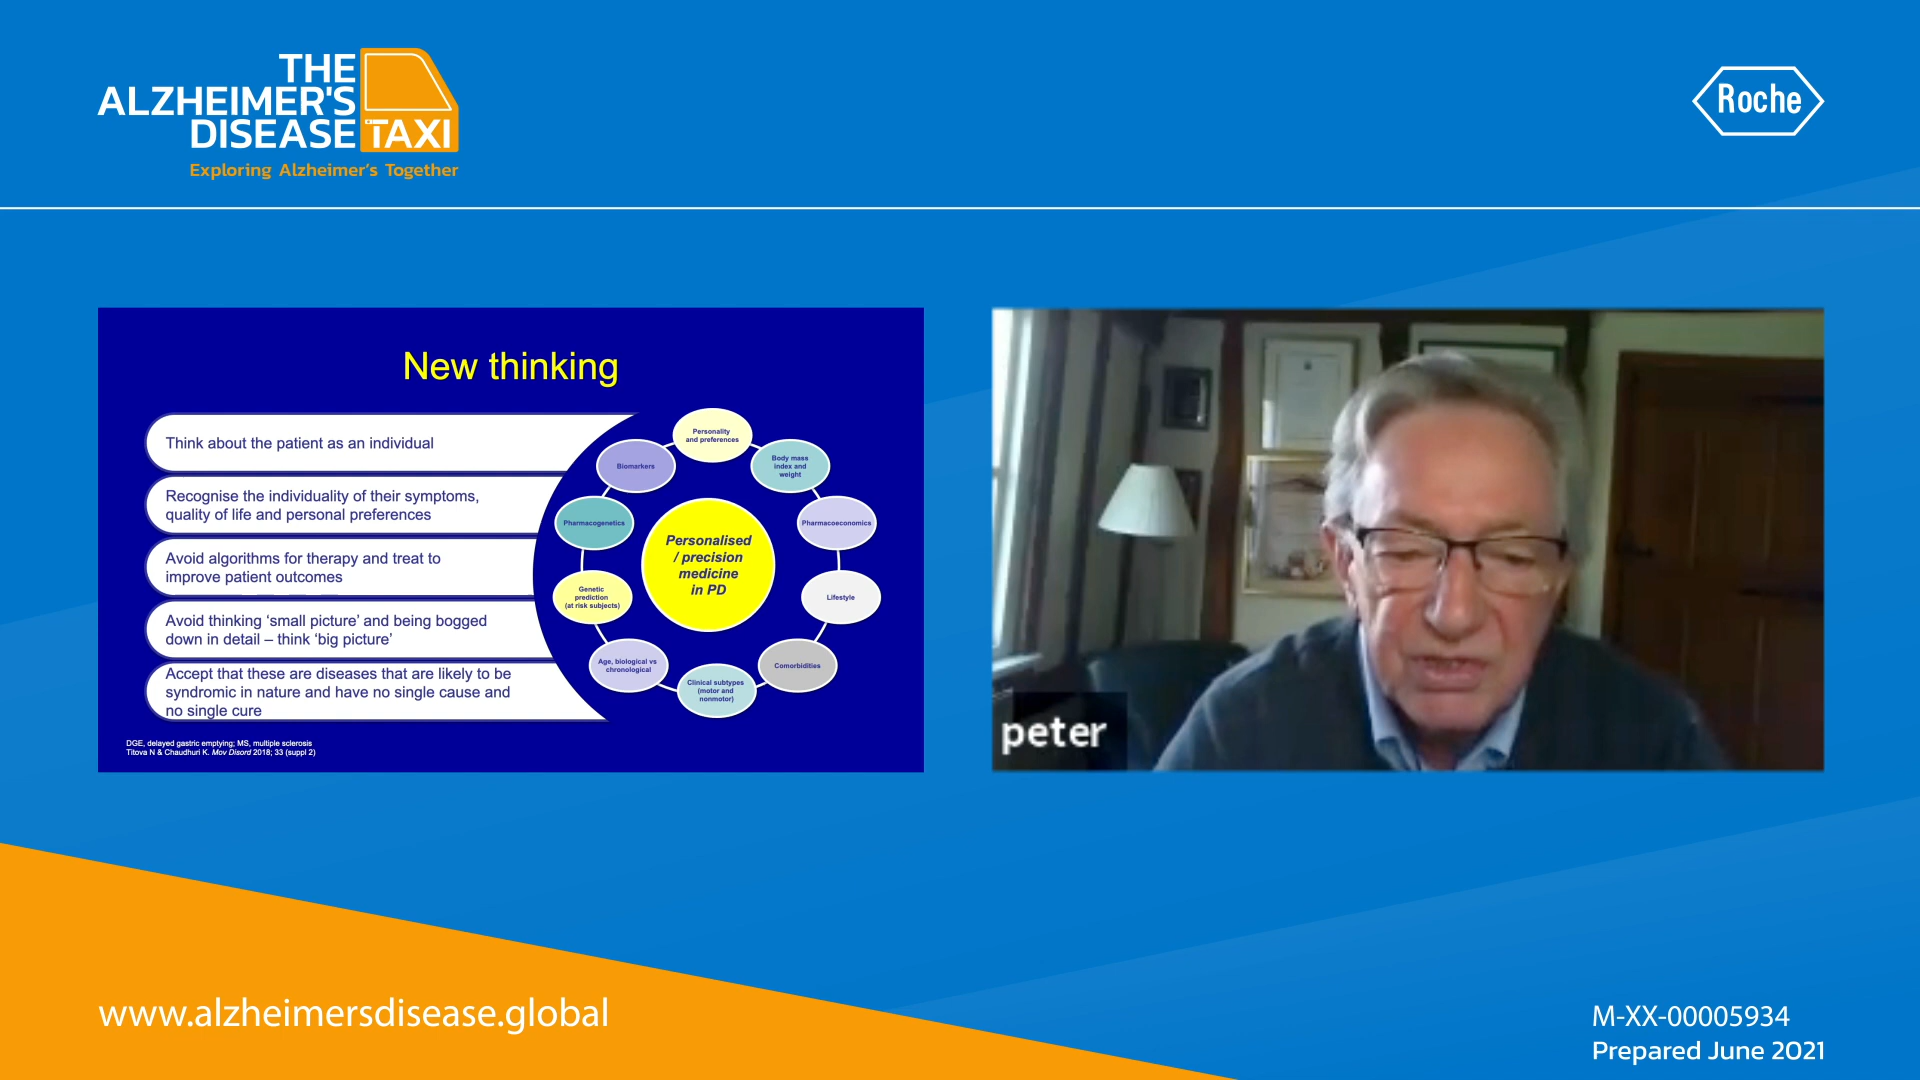 THE
ALZHEIMER'S
DISEASE TAXI
Exploring Alzheimer's Together
Roche
New thinking
Think about the patient as an individual
Recognise the individuality of their symptoms,
quality of life and personal preferences
Avoid algorithms for therapy and treat to
improve patient outcomes
Avoid thinking ‘small picture’ and being bogged
down in detail – think ‘big picture’
Accept that these are diseases that are likely to be
syndromic in nature and have no single cause and
no single cure
Personality
and preferences
Body mass
index and
weight
Pharmacoeconomics
Lifestyle
Comorbidities
Clinical subtypes
(motor and
nonmotor)
Age, biological vs
chronological
Genetic
prediction
(at risk subjects)
Pharmacogenetics
Biomarkers
Personalised
/ precision
medicine
in PD
DGE, delayed gastric emptying; MS, multiple sclerosis
Titova N & Chaudhuri K. Mov Disord 2018; 33 (suppl 2)
peter
www.alzheimersdisease.global
M-XX-00005934
Prepared June 2021